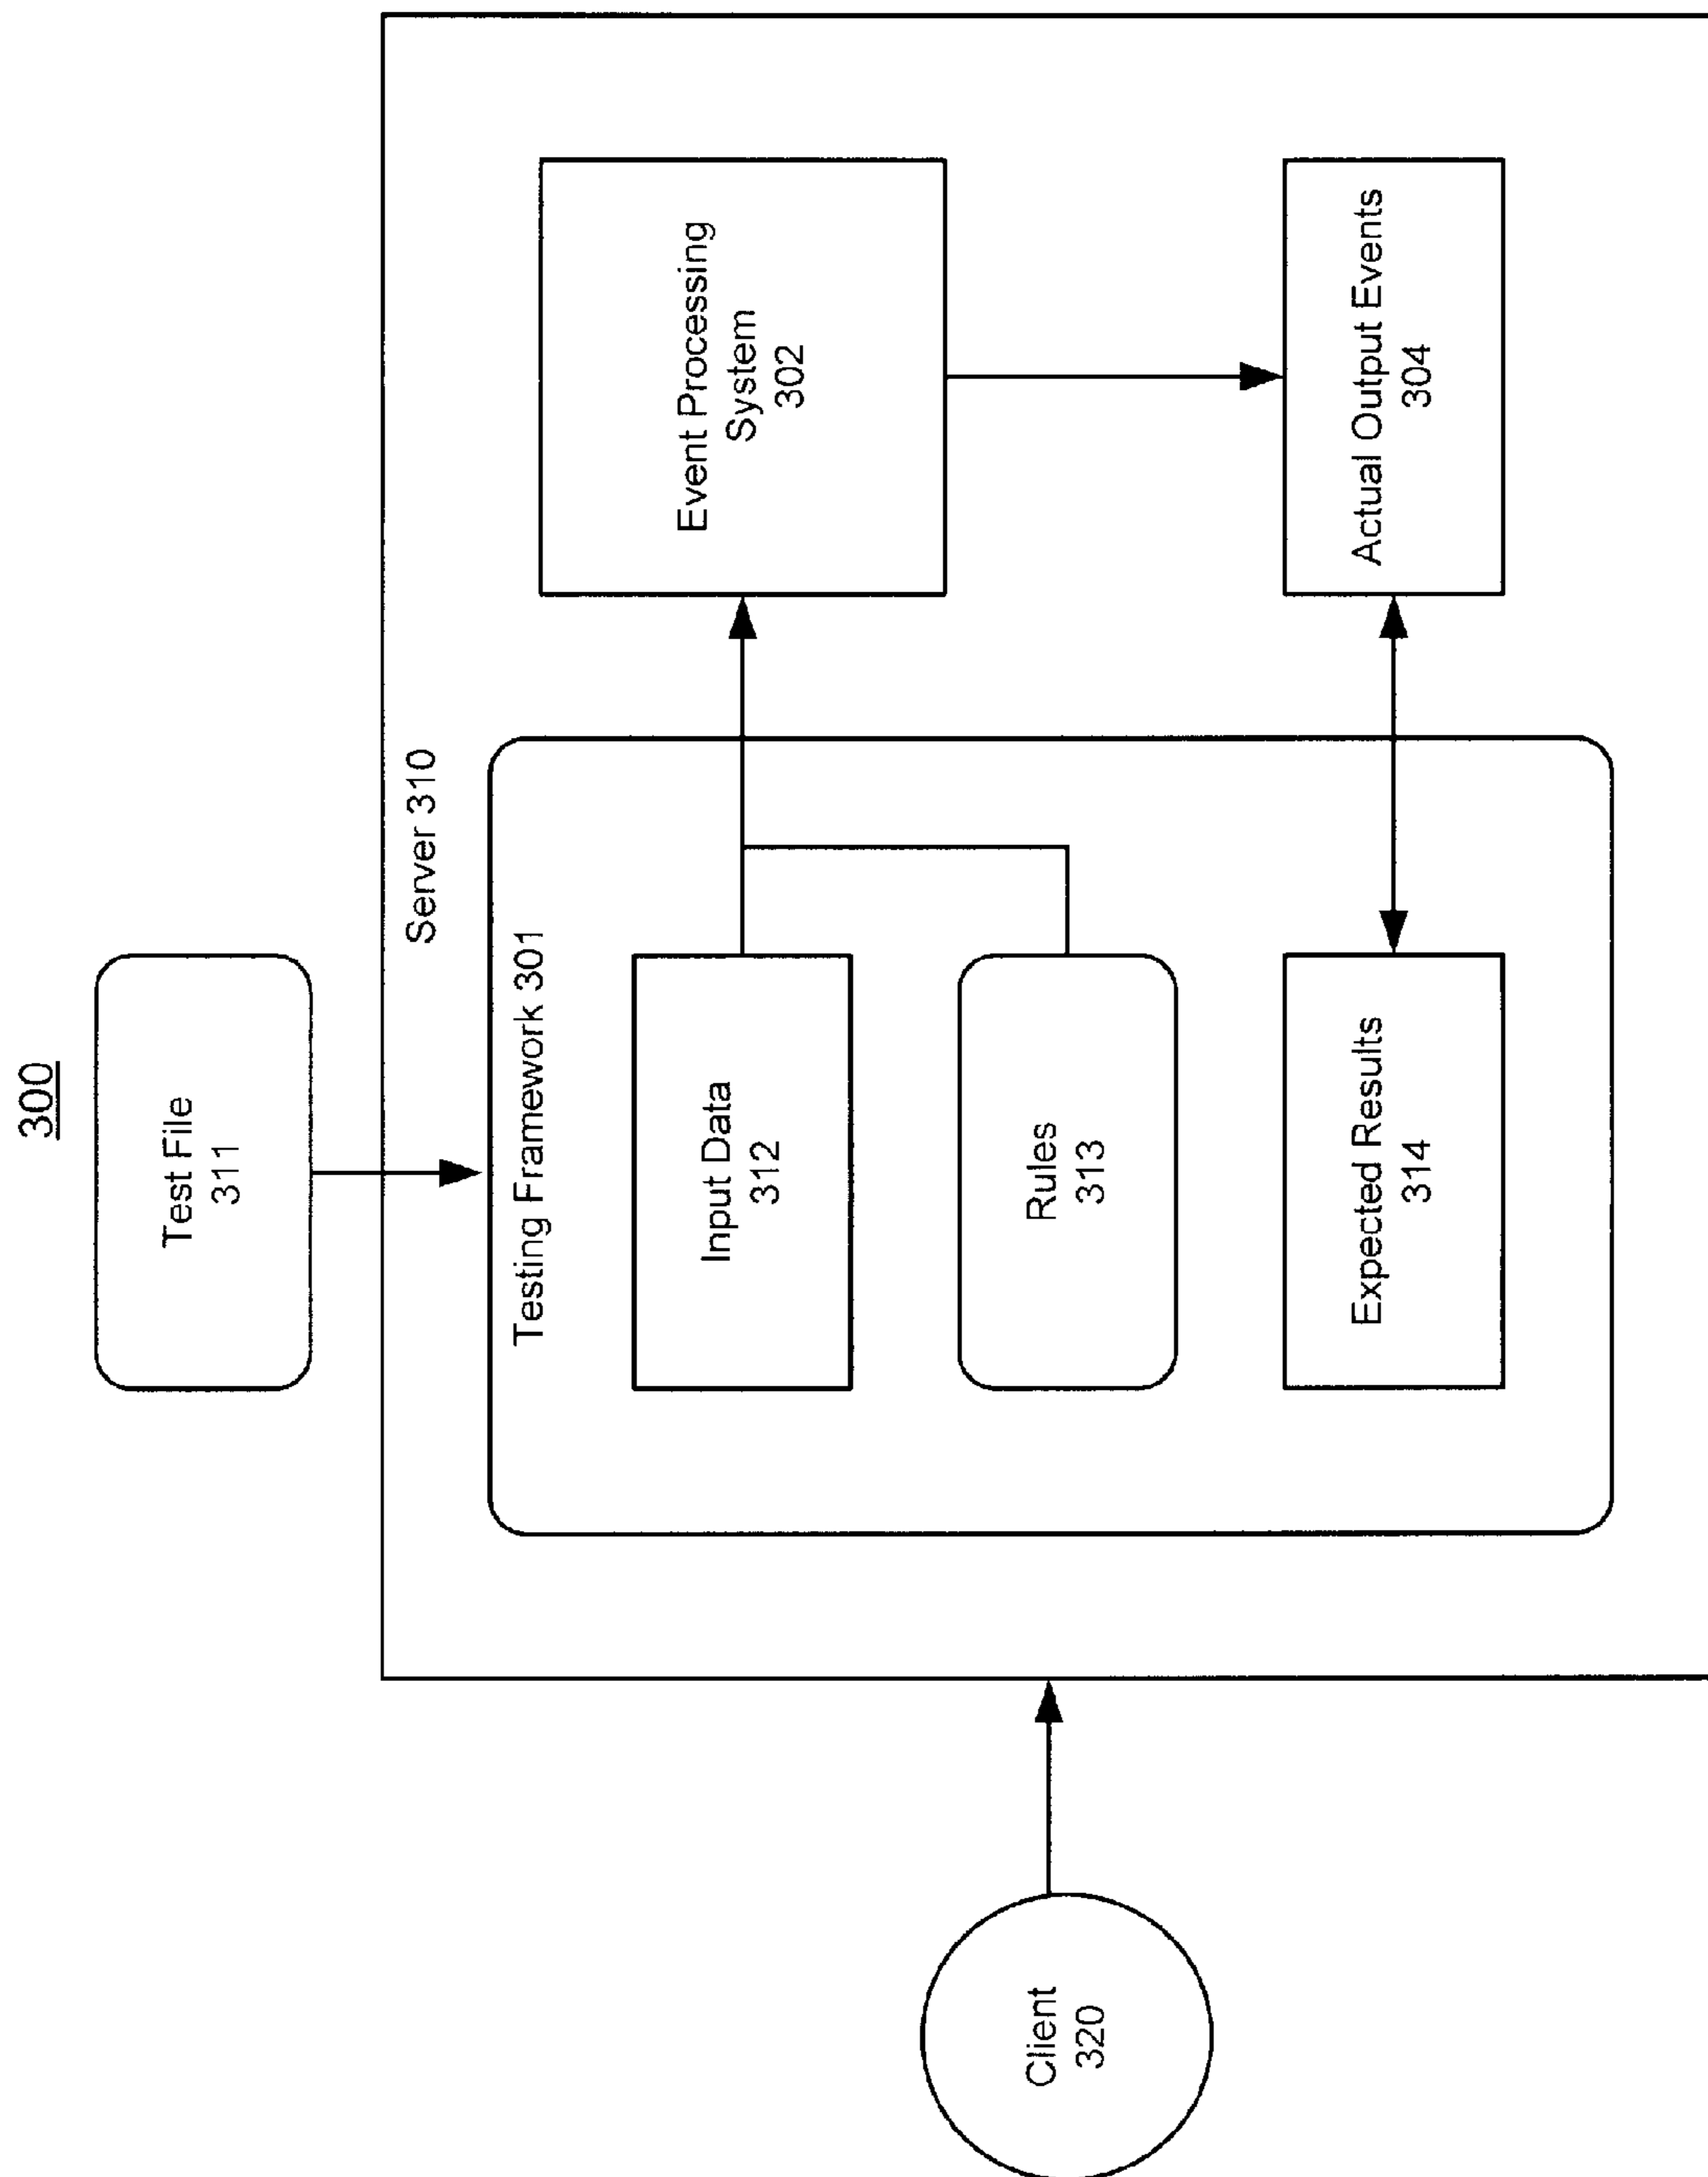 300
Test File
311
Server 310
Testing Framework 301
Input Data
312
Rules
313
Expected Results
314
Event Processing
System
302
Actual Output Events
304
Client
320